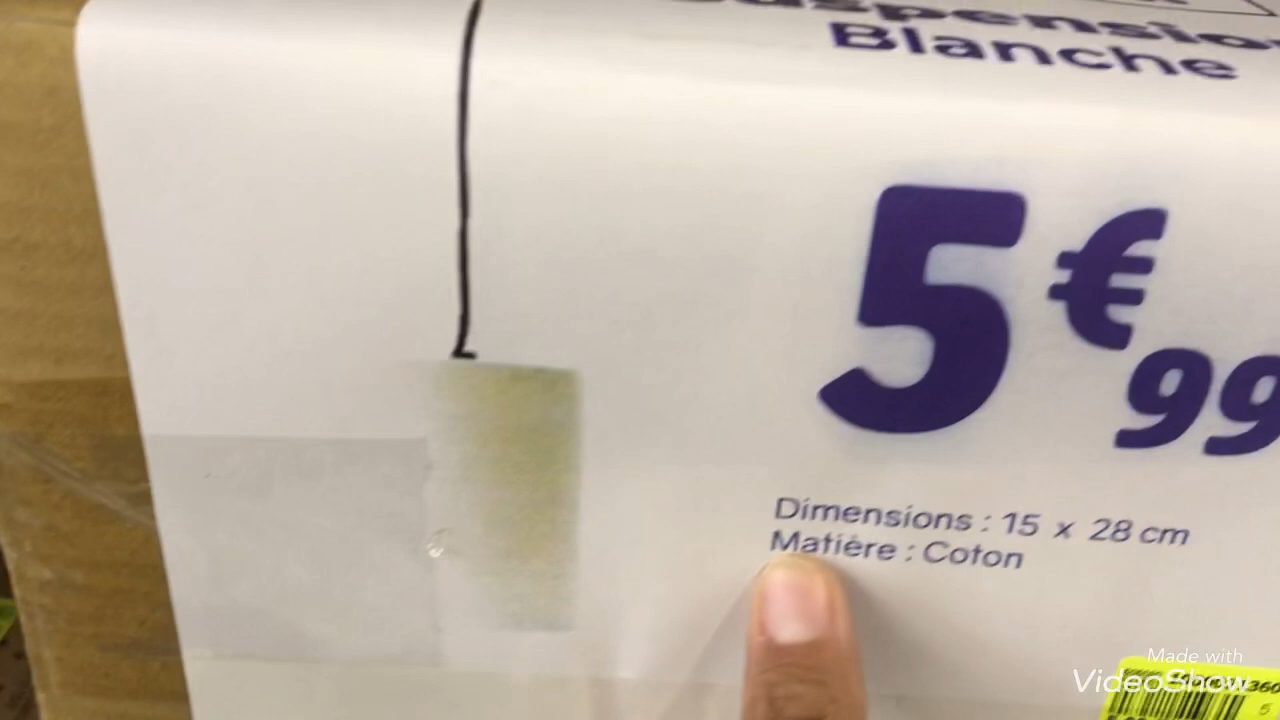 Blanche
5€99
Dimensions : 15 x 28 cm
Matière : Coton
Made with
VideoShow